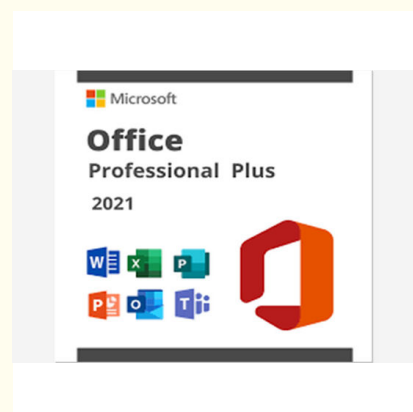 Microsoft
Office
Professional Plus
2021
W X P
P O T